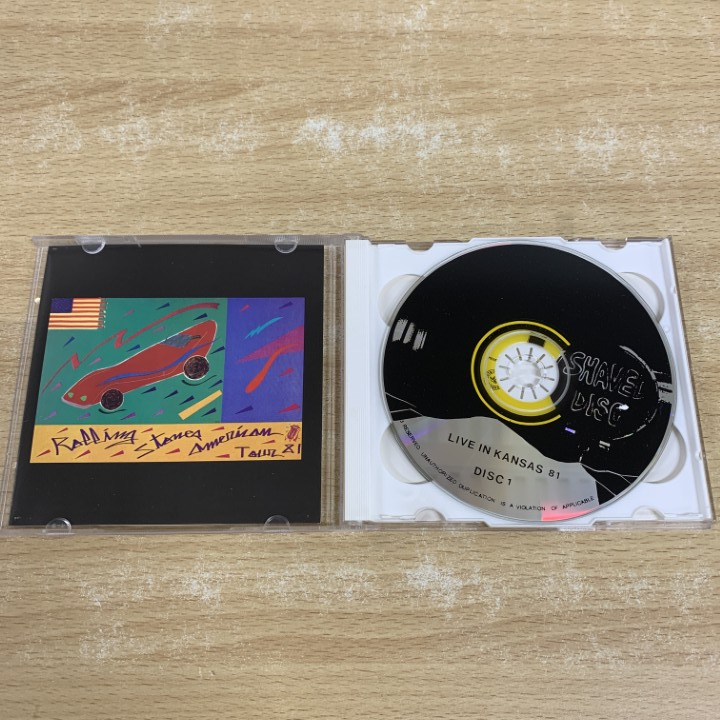 Rolling Stones American
Tour 81
SHAVED
DISC
LIVE IN KANSAS 81
DISC 1
RESERVED. UNAUTHORIZED DUPLICATION IS A VIOLATION OF APPLICABLE